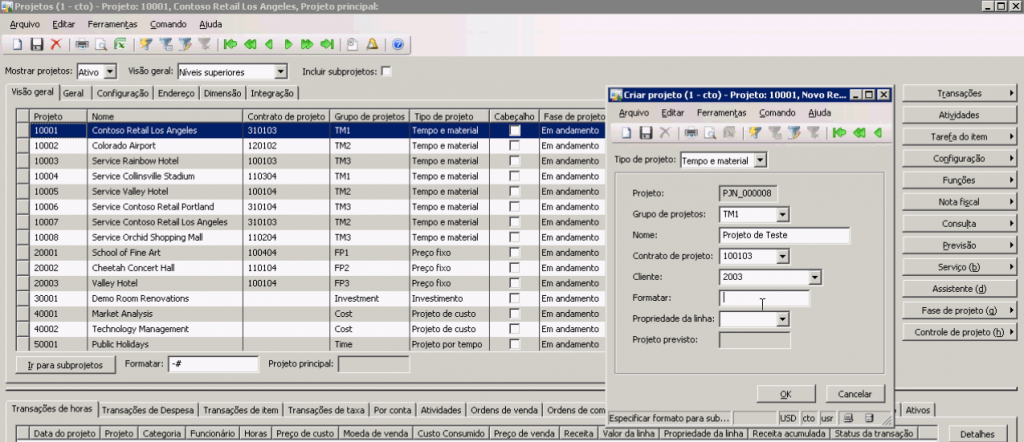 Projetos (1 - cto) - Projeto: 10001, Contoso Retail Los Angeles, Projeto principal:
Arquivo Editar Ferramentas Comando Ajuda
Mostrar projetos: Ativo Visão geral: Níveis superiores Incluir subprojetos:
Visão geral Geral Configuração Endereço Dimensão Integração
Projeto Nome Contrato de projeto Grupo de projetos Tipo de projeto Cabeçalho Fase de projeto
10001 Contoso Retail Los Angeles 310103 TM1 Tempo e material Em andamento
10002 Colorado Airport 120102 TM2 Tempo e material Em andamento
10003 Service Rainbow Hotel 100103 TM3 Tempo e material Em andamento
10004 Service Collinsville Stadium 110304 TM1 Tempo e material Em andamento
10005 Service Valley Hotel 100104 TM2 Tempo e material Em andamento
10006 Service Contoso Retail Portland 310104 TM3 Tempo e material Em andamento
10007 Service Contoso Retail Los Angeles 310103 TM2 Tempo e material Em andamento
10008 Service Orchid Shopping Mall 110204 TM3 Tempo e material Em andamento
20001 School of Fine Art 100404 FP1 Preço fixo Em andamento
20002 Cheetah Concert Hall 110104 FP2 Preço fixo Em andamento
20003 Valley Hotel 100104 FP3 Preço fixo Em andamento
30001 Demo Room Renovations Investment Investimento Em andamento
40001 Market Analysis Cost Projeto de custo Em andamento
40002 Technology Management Cost Projeto de custo Em andamento
50001 Public Holidays Time Projeto por tempo Em andamento
Ir para subprojetos Formatar: -# Projeto principal:
Criar projeto (1 - cto) - Projeto: 10001, Novo Re...
Arquivo Editar Ferramentas Comando Ajuda
Tipo de projeto: Tempo e material
Projeto: PJN_000008
Grupo de projetos: TM1
Nome: Projeto de Teste
Contrato de projeto: 100103
Cliente: 2003
Formatar:
Propriedade da linha:
Projeto previsto:
OK Cancelar
Especificar formato para sub... USD cto usr
Transações
Atividades
Tarefa do item
Configuração
Funções
Nota fiscal
Consulta
Previsão
Serviço (b)
Assistente (d)
Fase de projeto (g)
Controle de projeto (h)
Transações de horas Transações de Despesa Transações de item Transações de taxa Por conta Atividades Ordens de venda Ordens de com Ativos
Data do projeto Projeto Categoria Funcionário Horas Preço de custo Moeda de venda Custo Consumido Preço de venda Receita Valor da linha Propriedade da linha Receita acumulada Status da transação
Detalhes